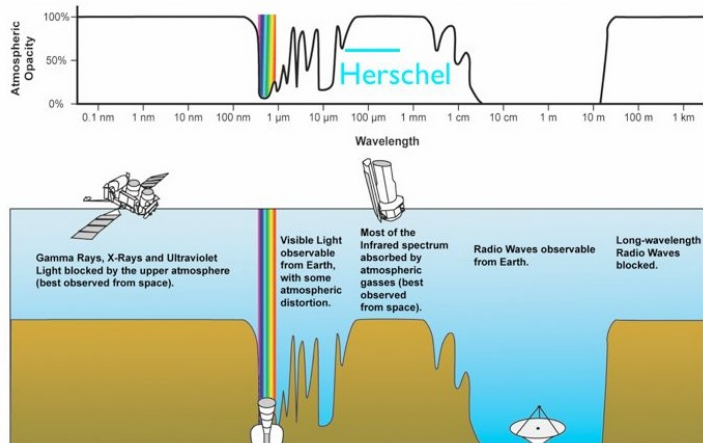 Atmospheric
Opacity
100%
50%
0%
Herschel
0.1 nm 1 nm 10 nm 100 nm 1 µm 10 µm 100 µm 1 mm 1 cm 10 cm 1 m 10 m 100 m 1 km
Wavelength
Gamma Rays, X-Rays and Ultraviolet
Light blocked by the upper atmosphere
(best observed from space).
Visible Light
observable
from Earth,
with some
atmospheric
distortion.
Most of the
Infrared spectrum
absorbed by
atmospheric
gasses (best
observed
from space).
Radio Waves observable
from Earth.
Long-wavelength
Radio Waves
blocked.